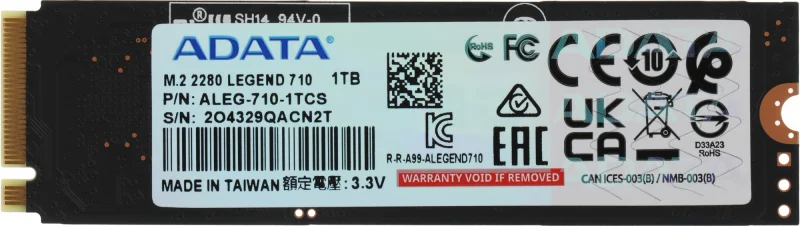 SH14 94V-0
ADATA
M.2 2280 LEGEND 710 1TB
P/N: ALEG-710-1TCS
S/N: 2O4329QACN2T
MADE IN TAIWAN 額定電壓: 3.3V
RoHS
FC
R-R-A99-ALEGEND710
EAC
WARRANTY VOID IF REMOVED
CE
10
UK
CA
D33A23
RoHS
CAN ICES-003(B) / NMB-003(B)